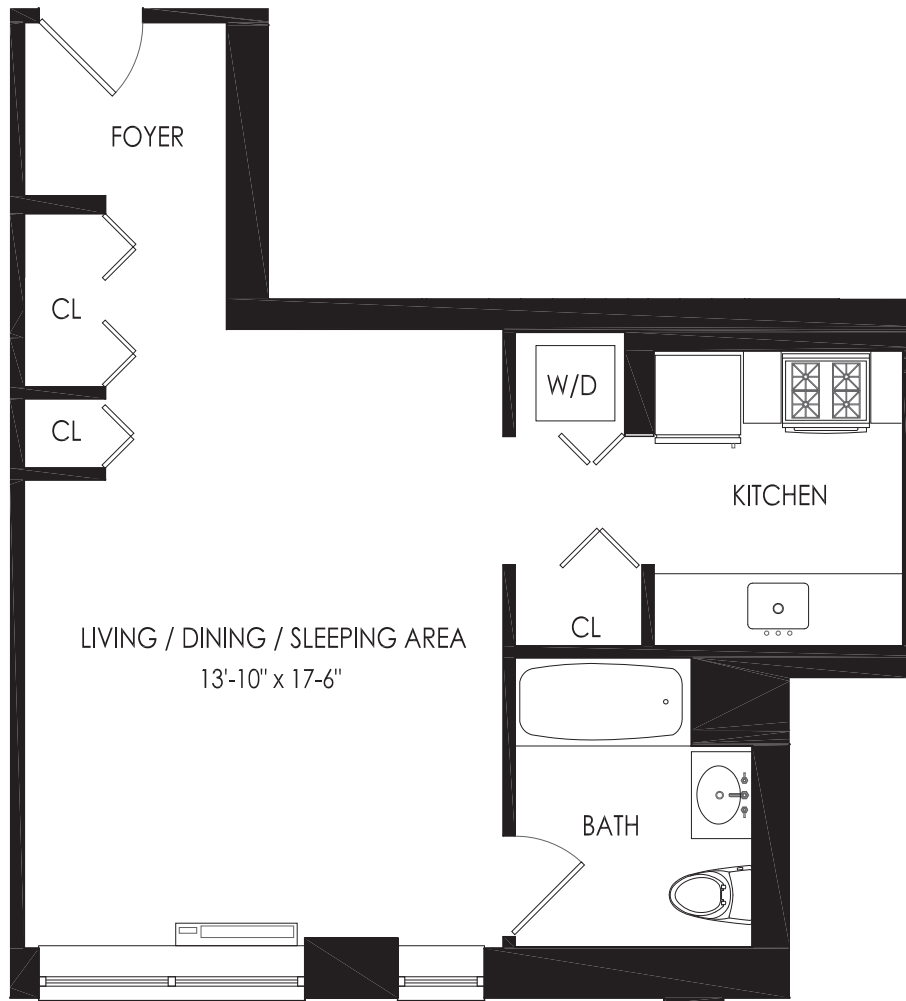 FOYER
CL
CL
W/D
KITCHEN
CL
LIVING / DINING / SLEEPING AREA
13'-10" x 17-6"
BATH